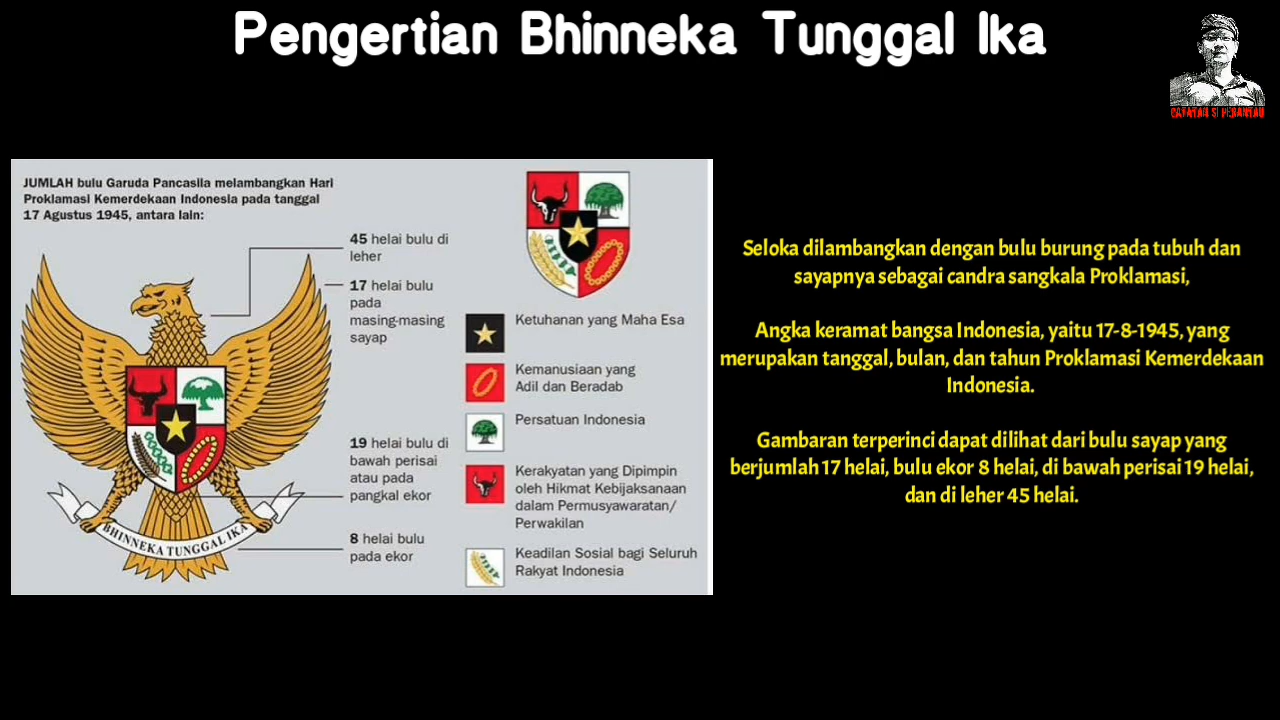 Pengertian Bhinneka Tunggal Ika
CATATAN SI PERANTAU
JUMLAH bulu Garuda Pancasila melambangkan Hari
Proklamasi Kemerdekaan Indonesia pada tanggal
17 Agustus 1945, antara lain:
45 helai bulu di
leher
17 helai bulu
pada
masing-masing
sayap
19 helai bulu di
bawah perisai
atau pada
pangkal ekor
8 helai bulu
pada ekor
BHINNEKA TUNGGAL IKA
Ketuhanan yang Maha Esa
Kemanusiaan yang
Adil dan Beradab
Persatuan Indonesia
Kerakyatan yang Dipimpin
oleh Hikmat Kebijaksanaan
dalam Permusyawaratan/
Perwakilan
Keadilan Sosial bagi Seluruh
Rakyat Indonesia
Seloka dilambangkan dengan bulu burung pada tubuh dan
sayapnya sebagai candra sangkala Proklamasi,
Angka keramat bangsa Indonesia, yaitu 17-8-1945, yang
merupakan tanggal, bulan, dan tahun Proklamasi Kemerdekaan
Indonesia.
Gambaran terperinci dapat dilihat dari bulu sayap yang
berjumlah 17 helai, bulu ekor 8 helai, di bawah perisai 19 helai,
dan di leher 45 helai.